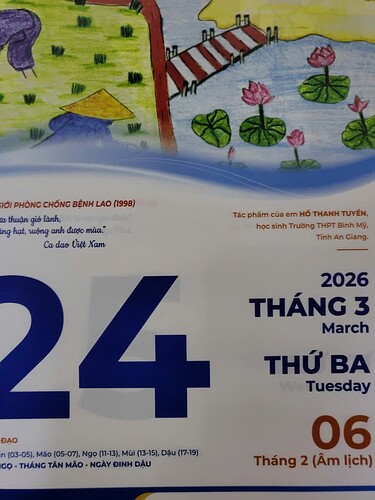 GIỚI PHÒNG CHỐNG BỆNH LAO (1998)
thuận gió lành,
hạt, ruộng anh được mùa."
Ca dao Việt Nam
Tác phẩm của em HỒ THANH TUYỀN,
học sinh Trường THPT Bình Mỹ,
Tỉnh An Giang.
24
2026
THÁNG 3
March
THỨ BA
Tuesday
06
Tháng 2 (Âm lịch)
ĐẠO
(03-05), Mão (05-07), Ngọ (11-13), Mùi (13-15), Dậu (17-19)
NGỌ - THÁNG TÂN MÃO - NGÀY ĐINH DẬU